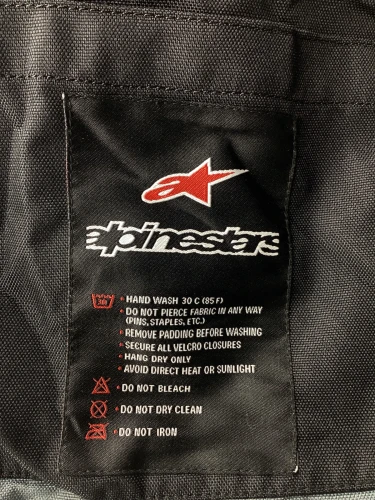 alpinestars
30
HAND WASH 30 C (85 F)
DO NOT PIERCE FABRIC IN ANY WAY
(PINS, STAPLES, ETC.)
REMOVE PADDING BEFORE WASHING
SECURE ALL VELCRO CLOSURES
HANG DRY ONLY
AVOID DIRECT HEAT OR SUNLIGHT
DO NOT BLEACH
DO NOT DRY CLEAN
DO NOT IRON